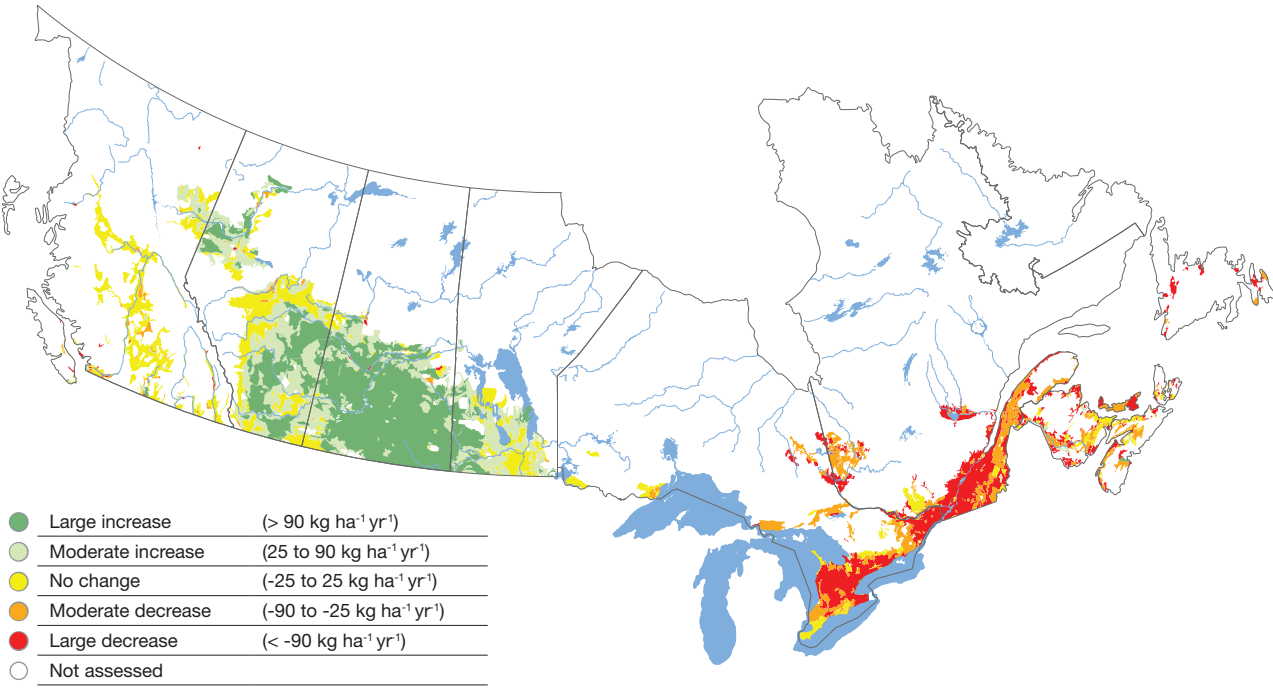 Large increase (> 90 kg ha⁻¹ yr⁻¹)
Moderate increase (25 to 90 kg ha⁻¹ yr⁻¹)
No change (-25 to 25 kg ha⁻¹ yr⁻¹)
Moderate decrease (-90 to -25 kg ha⁻¹ yr⁻¹)
Large decrease (< -90 kg ha⁻¹ yr⁻¹)
Not assessed